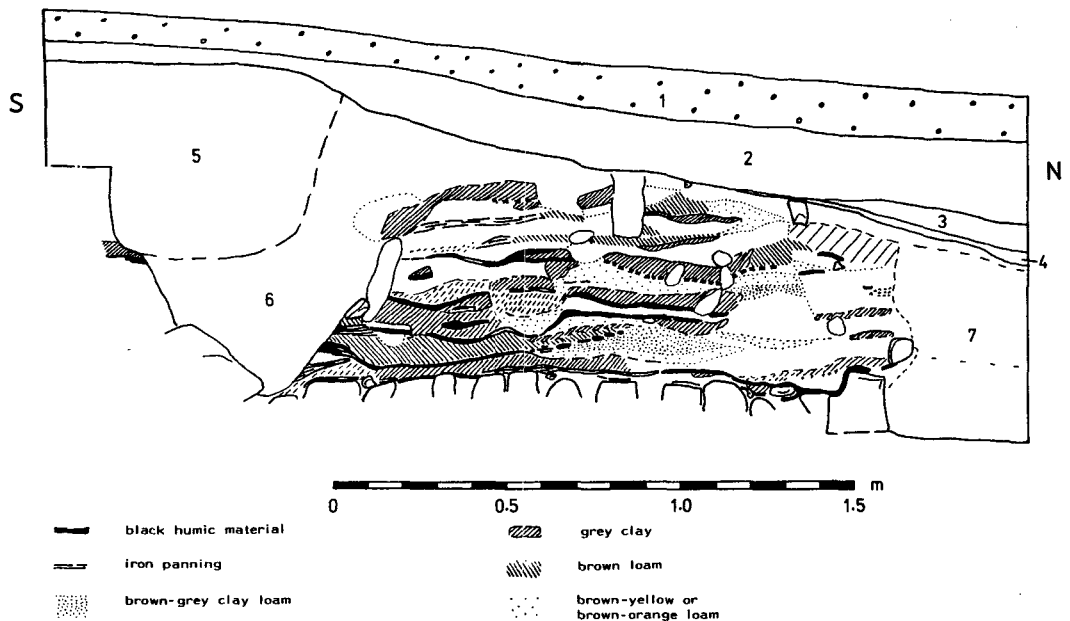 S
1
2
5
N
3
4
6
7
0 0.5 1.0 1.5 m
black humic material
grey clay
iron panning
brown loam
brown-grey clay loam
brown-yellow or
brown-orange loam